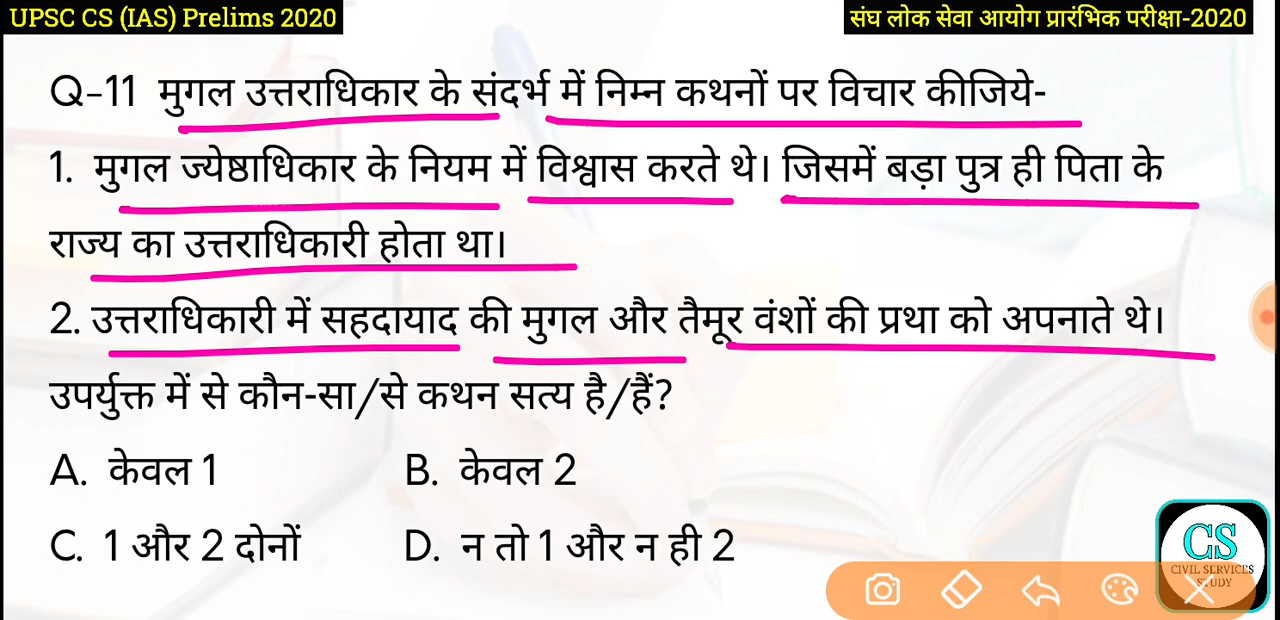 UPSC CS (IAS) Prelims 2020
संघ लोक सेवा आयोग प्रारंभिक परीक्षा-2020
Q-11 मुगल उत्तराधिकार के संदर्भ में निम्न कथनों पर विचार कीजिये-
1. मुगल ज्येष्ठाधिकार के नियम में विश्वास करते थे। जिसमें बड़ा पुत्र ही पिता के
राज्य का उत्तराधिकारी होता था।
2. उत्तराधिकारी में सहदायाद की मुगल और तैमूर वंशों की प्रथा को अपनाते थे।
उपर्युक्त में से कौन-सा/से कथन सत्य है/हैं?
A. केवल 1 B. केवल 2
C. 1 और 2 दोनों D. न तो 1 और न ही 2
CS
CIVIL SERVICES
STUDY